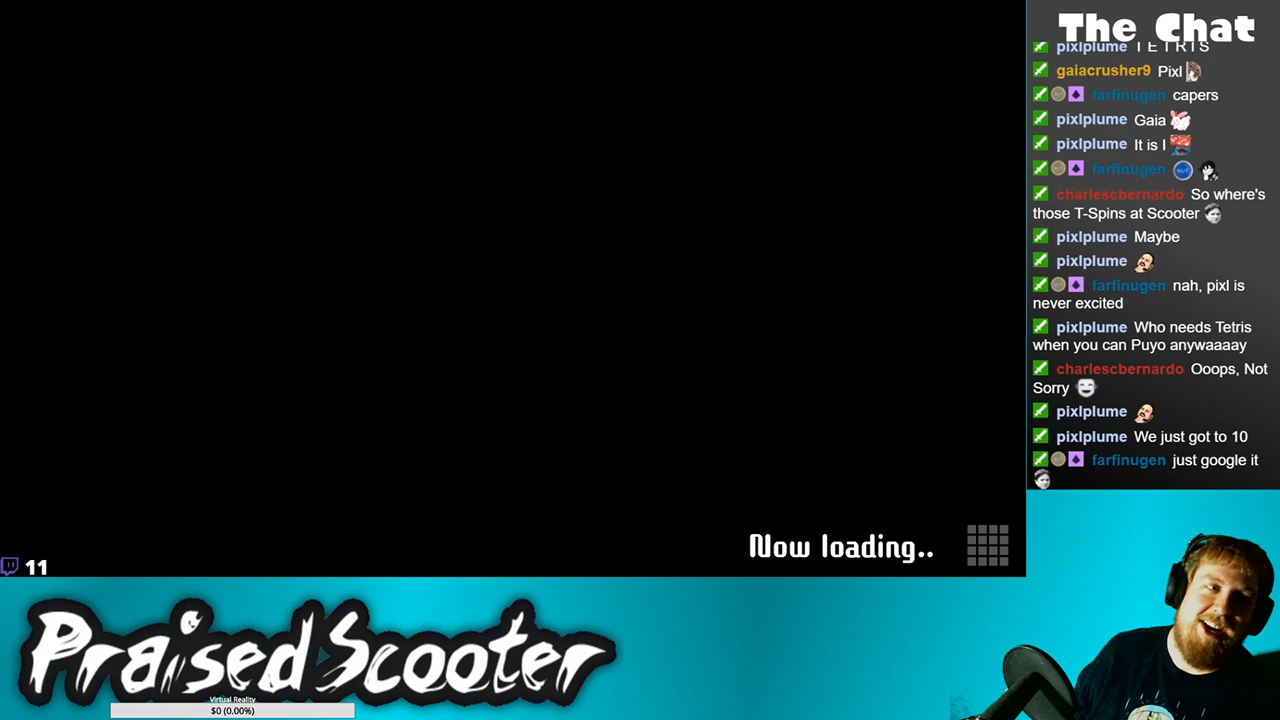 The Chat
pixlplume TETRIS
gaiacrusher9 Pixl
farfinugen capers
pixlplume Gaia
pixlplume It is I
farfinugen NUT
charlescbernardo So where's
those T-Spins at Scooter
pixlplume Maybe
pixlplume
farfinugen nah, pixl is
never excited
pixlplume Who needs Tetris
when you can Puyo anywaaaay
charlescbernardo Ooops, Not
Sorry
pixlplume
pixlplume We just got to 10
farfinugen just google it
Now loading..
11
PraisedScooter
Virtual Reality
$0 (0.00%)